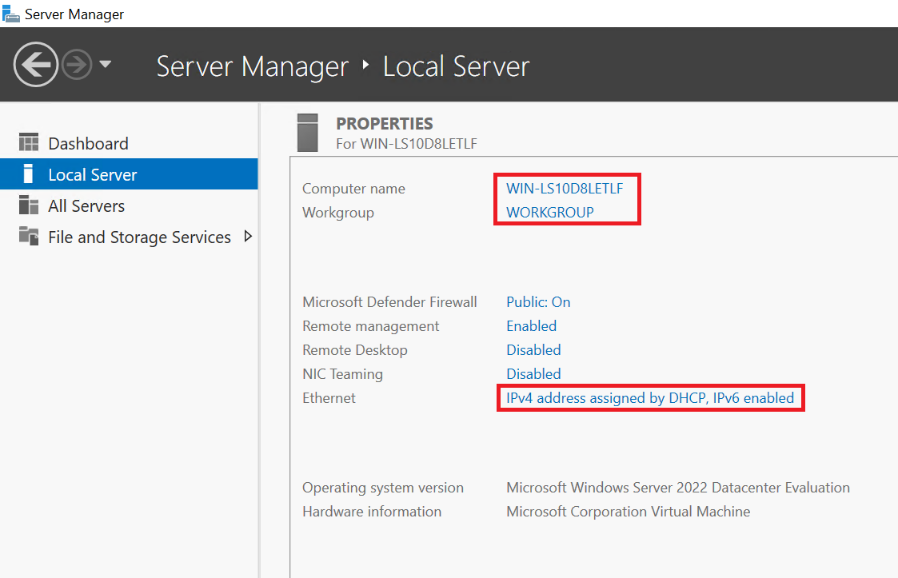 Server Manager
Server Manager ‣ Local Server
Dashboard
Local Server
All Servers
File and Storage Services
PROPERTIES
For WIN-LS10D8LETLF
Computer name WIN-LS10D8LETLF
Workgroup WORKGROUP
Microsoft Defender Firewall Public: On
Remote management Enabled
Remote Desktop Disabled
NIC Teaming Disabled
Ethernet IPv4 address assigned by DHCP, IPv6 enabled
Operating system version Microsoft Windows Server 2022 Datacenter Evaluation
Hardware information Microsoft Corporation Virtual Machine